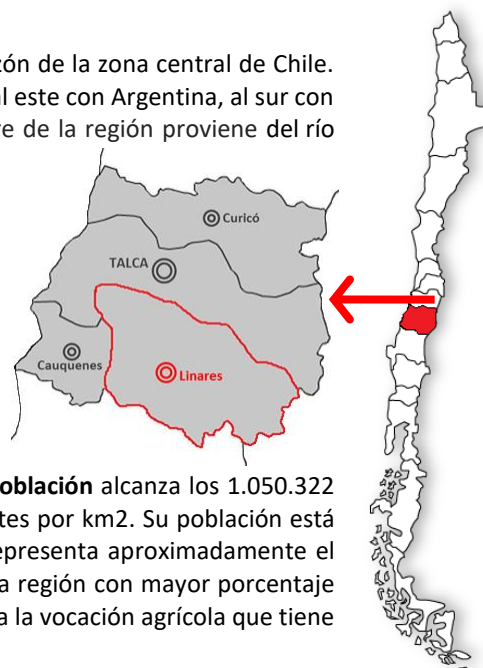 zón de la zona central de Chile.
al este con Argentina, al sur con
re de la región proviene del río
Curicó
TALCA
Cauquenes
Linares
oblación alcanza los 1.050.322
tes por km2. Su población está
epresenta aproximadamente el
a región con mayor porcentaje
a la vocación agrícola que tiene